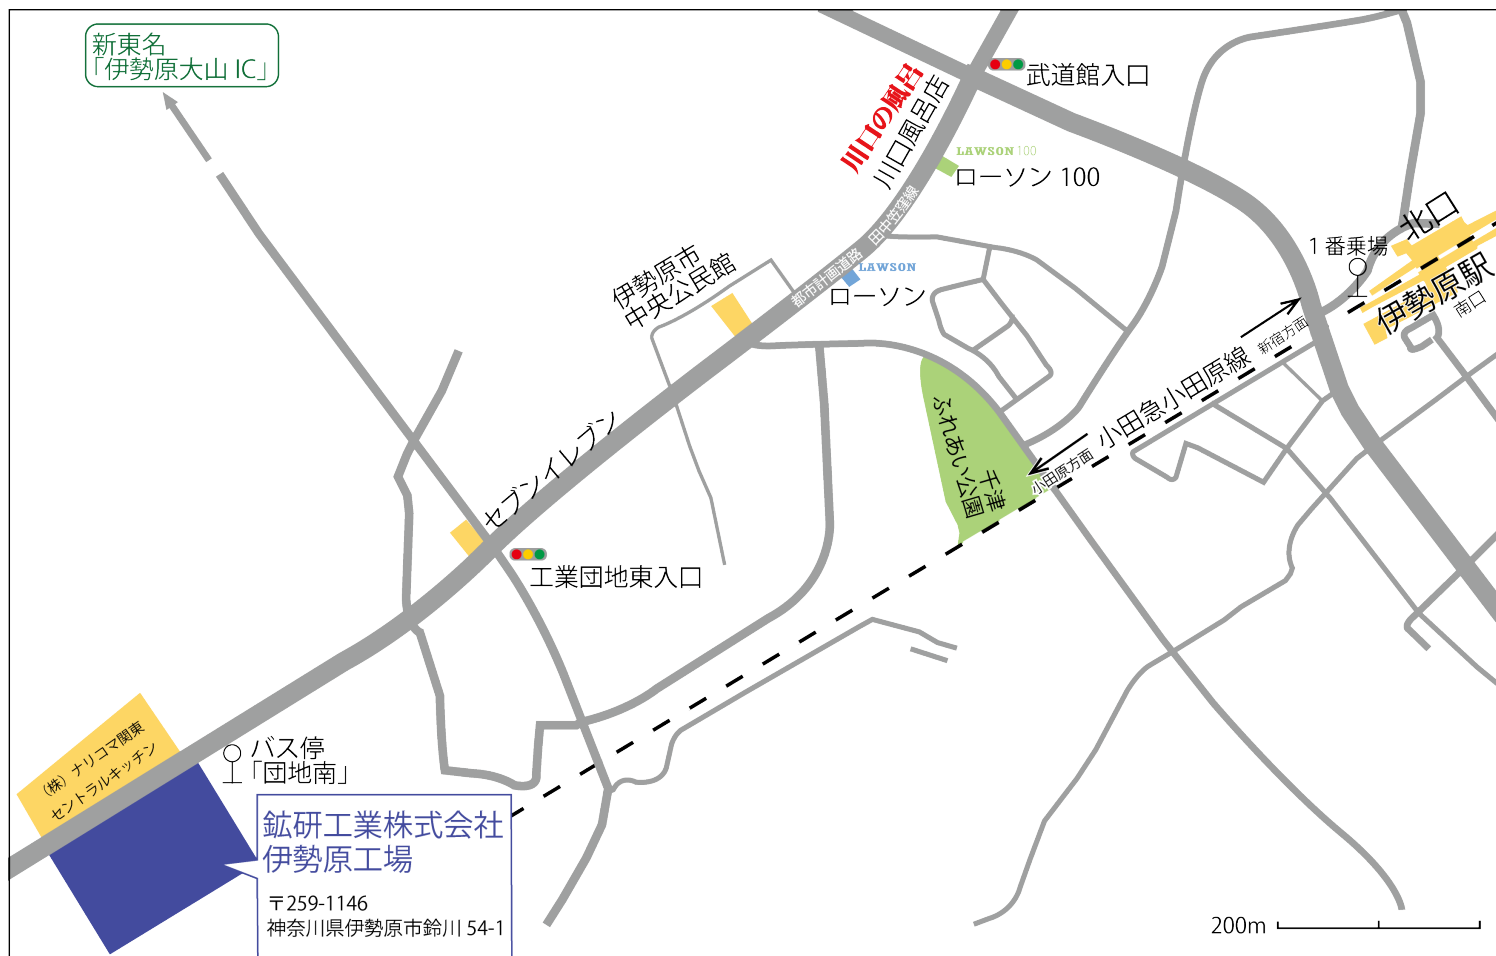 新東名
「伊勢原大山 IC」
武道館入口
川口の風呂
川口風呂店
LAWSON 100
ローソン 100
田中笠窪線
都市計画道路
LAWSON
ローソン
伊勢原市
中央公民館
北口
1 番乗場
伊勢原駅
南口
新宿方面
小田急小田原線
小田原方面
干津
ふれあい公園
セブンイレブン
工業団地東入口
（株）ナリコマ関東
セントラルキッチン
バス停
「団地南」
鉱研工業株式会社
伊勢原工場
〒259-1146
神奈川県伊勢原市鈴川 54-1
200m